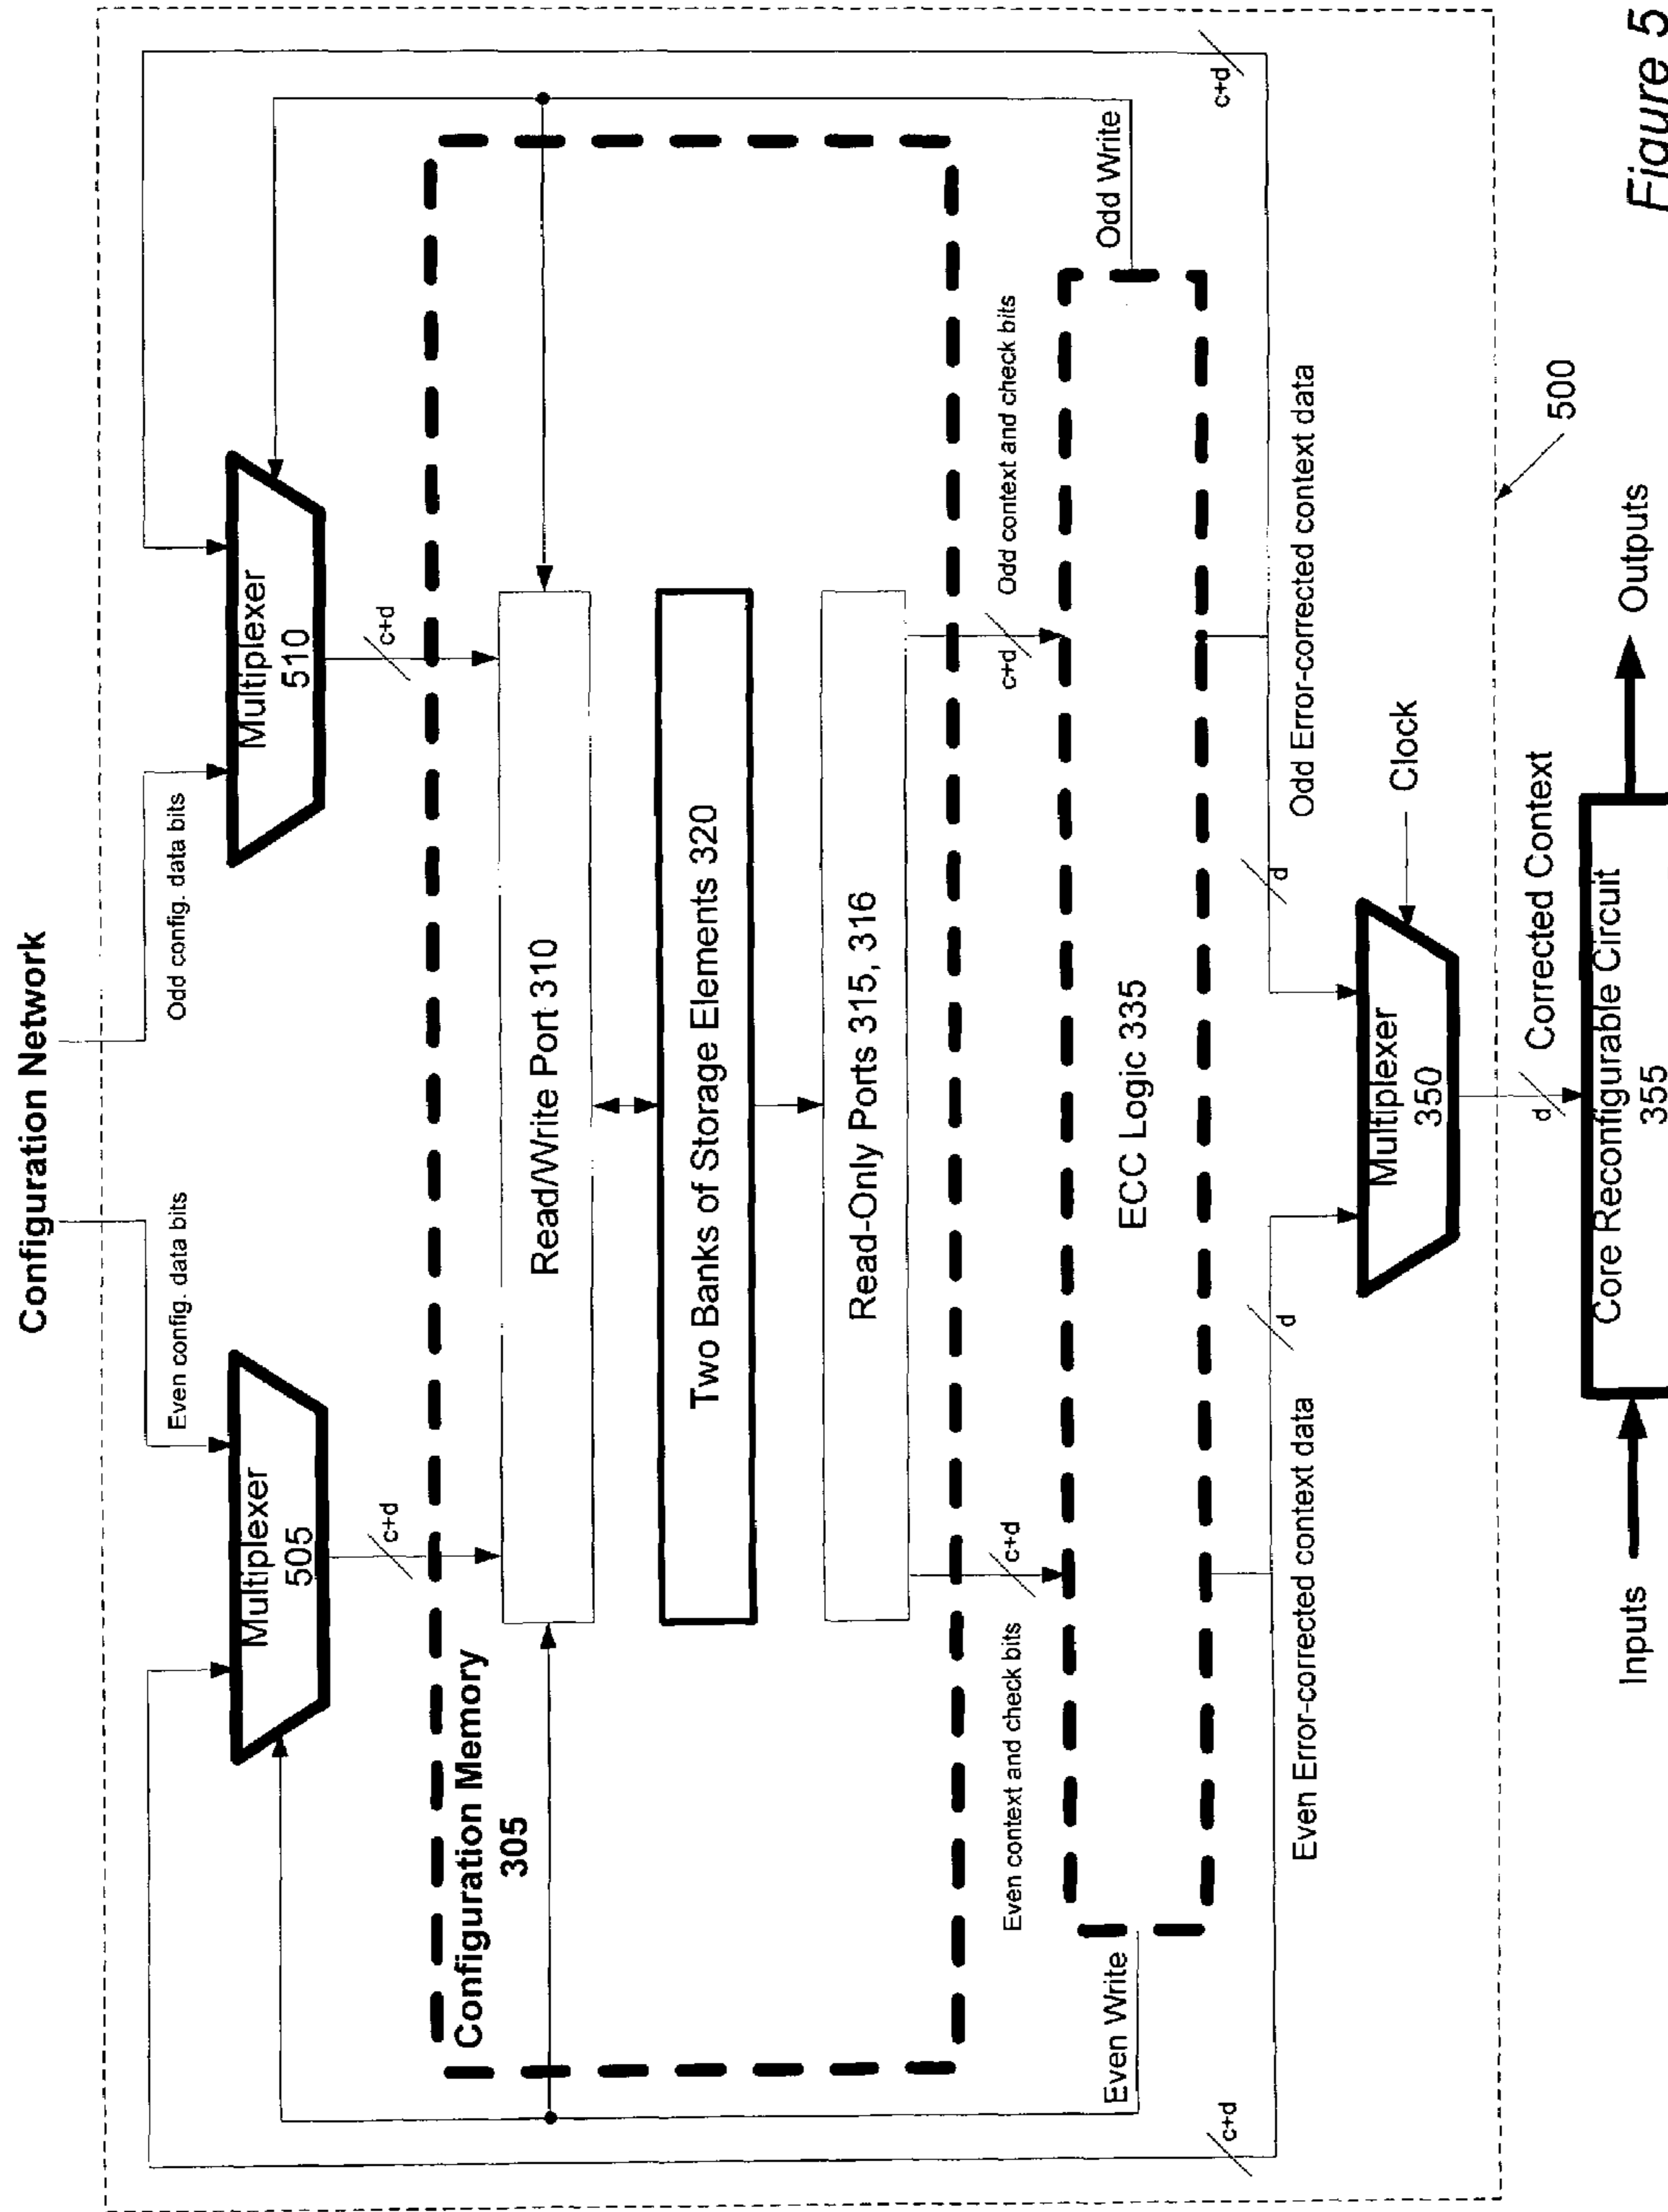 Configuration Network
Even config. data bits
Odd config. data bits
Multiplexer
505
Multiplexer
510
c+d
c+d
Configuration Memory
305
Read/Write Port 310
Two Banks of Storage Elements 320
Read-Only Ports 315, 316
Even context and check bits
c+d
c+d
Odd context and check bits
Even Write
ECC Logic 335
Odd Write
c+d
Even Error-corrected context data
d
d
Odd Error-corrected context data
c+d
Multiplexer
350
Clock
500
d
Corrected Context
Inputs
Core Reconfigurable Circuit
355
Outputs
Figure 5